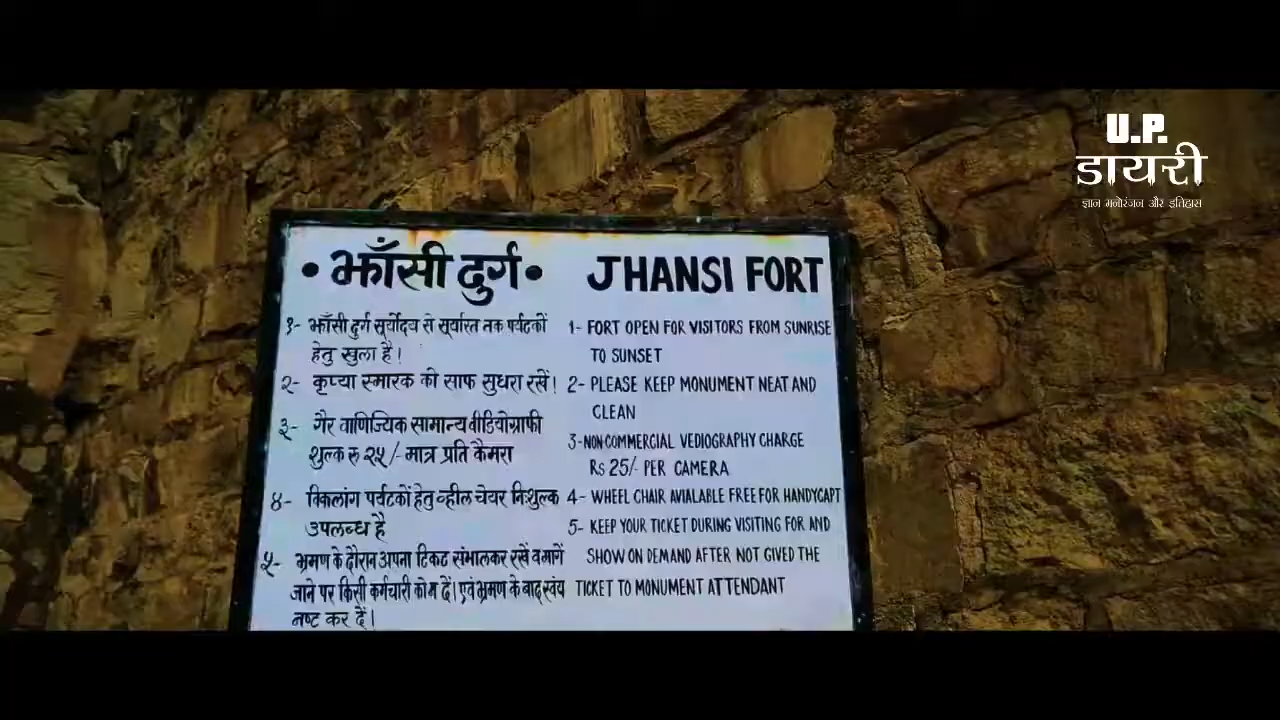 U.P.
डायरी
ज्ञान मनोरंजन और इतिहास
• झाँसी दुर्ग •
१- झाँसी दुर्ग सूर्योदय से सूर्यास्त तक पर्यटकों
हेतु खुला है।
२- कृप्या स्मारक को साफ सुधरा रखें।
३- गैर वाणिज्यिक सामान्य वीडियोग्राफी
शुल्क रु २५/- मात्र प्रति कैमरा
४- विकलांग पर्यटकों हेतु व्हील चेयर निःशुल्क
उपलब्ध है
५- भ्रमण के दौरान अपना टिकट संभालकर रखें व मागें
जाने पर किसी कर्मचारी को न दें। एवं भ्रमण के बाद स्वंय
नष्ट कर दें।
JHANSI FORT
1- FORT OPEN FOR VISITORS FROM SUNRISE
TO SUNSET
2- PLEASE KEEP MONUMENT NEAT AND
CLEAN
3-NON COMMERCIAL VEDIOGRAPHY CHARGE
Rs 25/- PER CAMERA
4- WHEEL CHAIR AVIALABLE FREE FOR HANDYCAPT
5- KEEP YOUR TICKET DURING VISITING FOR AND
SHOW ON DEMAND AFTER NOT GIVED THE
TICKET TO MONUMENT ATTENDANT